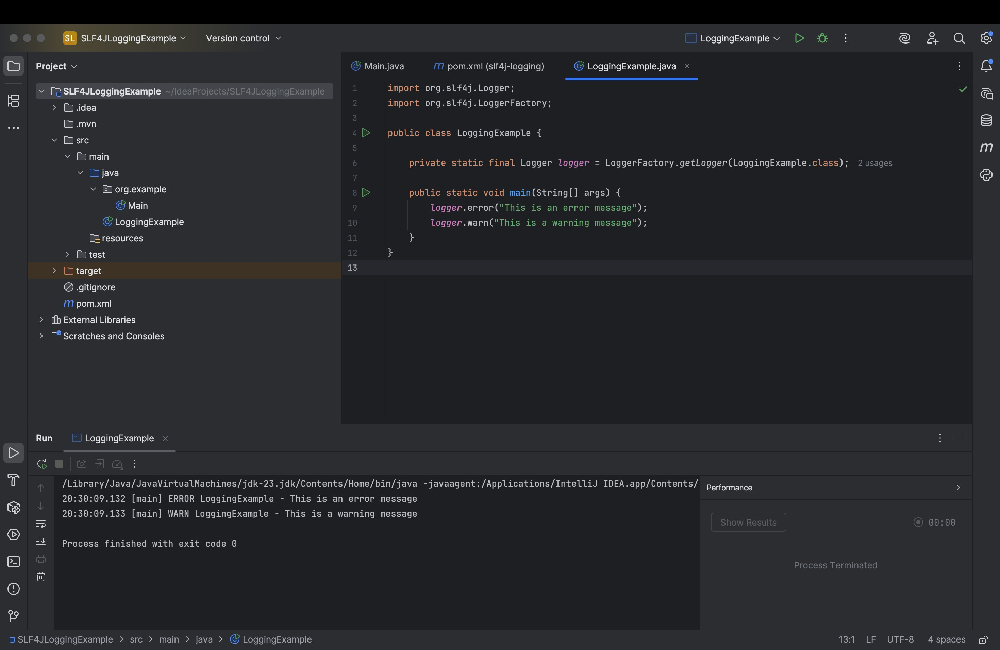 SL SLF4JLoggingExample Version control LoggingExample
Project
SLF4JLoggingExample ~/IdeaProjects/SLF4JLoggingExample
.idea
.mvn
src
main
java
org.example
Main
LoggingExample
resources
test
target
.gitignore
m pom.xml
External Libraries
Scratches and Consoles
Main.java m pom.xml (slf4j-logging) LoggingExample.java
1 import org.slf4j.Logger;
2 import org.slf4j.LoggerFactory;
3
4 public class LoggingExample {
5
6 private static final Logger logger = LoggerFactory.getLogger(LoggingExample.class); 2 usages
7
8 public static void main(String[] args) {
9 logger.error("This is an error message");
10 logger.warn("This is a warning message");
11 }
12 }
13
m
Run LoggingExample
/Library/Java/JavaVirtualMachines/jdk-23.jdk/Contents/Home/bin/java -javaagent:/Applications/IntelliJ IDEA.app/Contents/
20:30:09.132 [main] ERROR LoggingExample - This is an error message
20:30:09.133 [main] WARN LoggingExample - This is a warning message
Process finished with exit code 0
Performance
Show Results 00:00
Process Terminated
SLF4JLoggingExample > src > main > java > LoggingExample 13:1 LF UTF-8 4 spaces